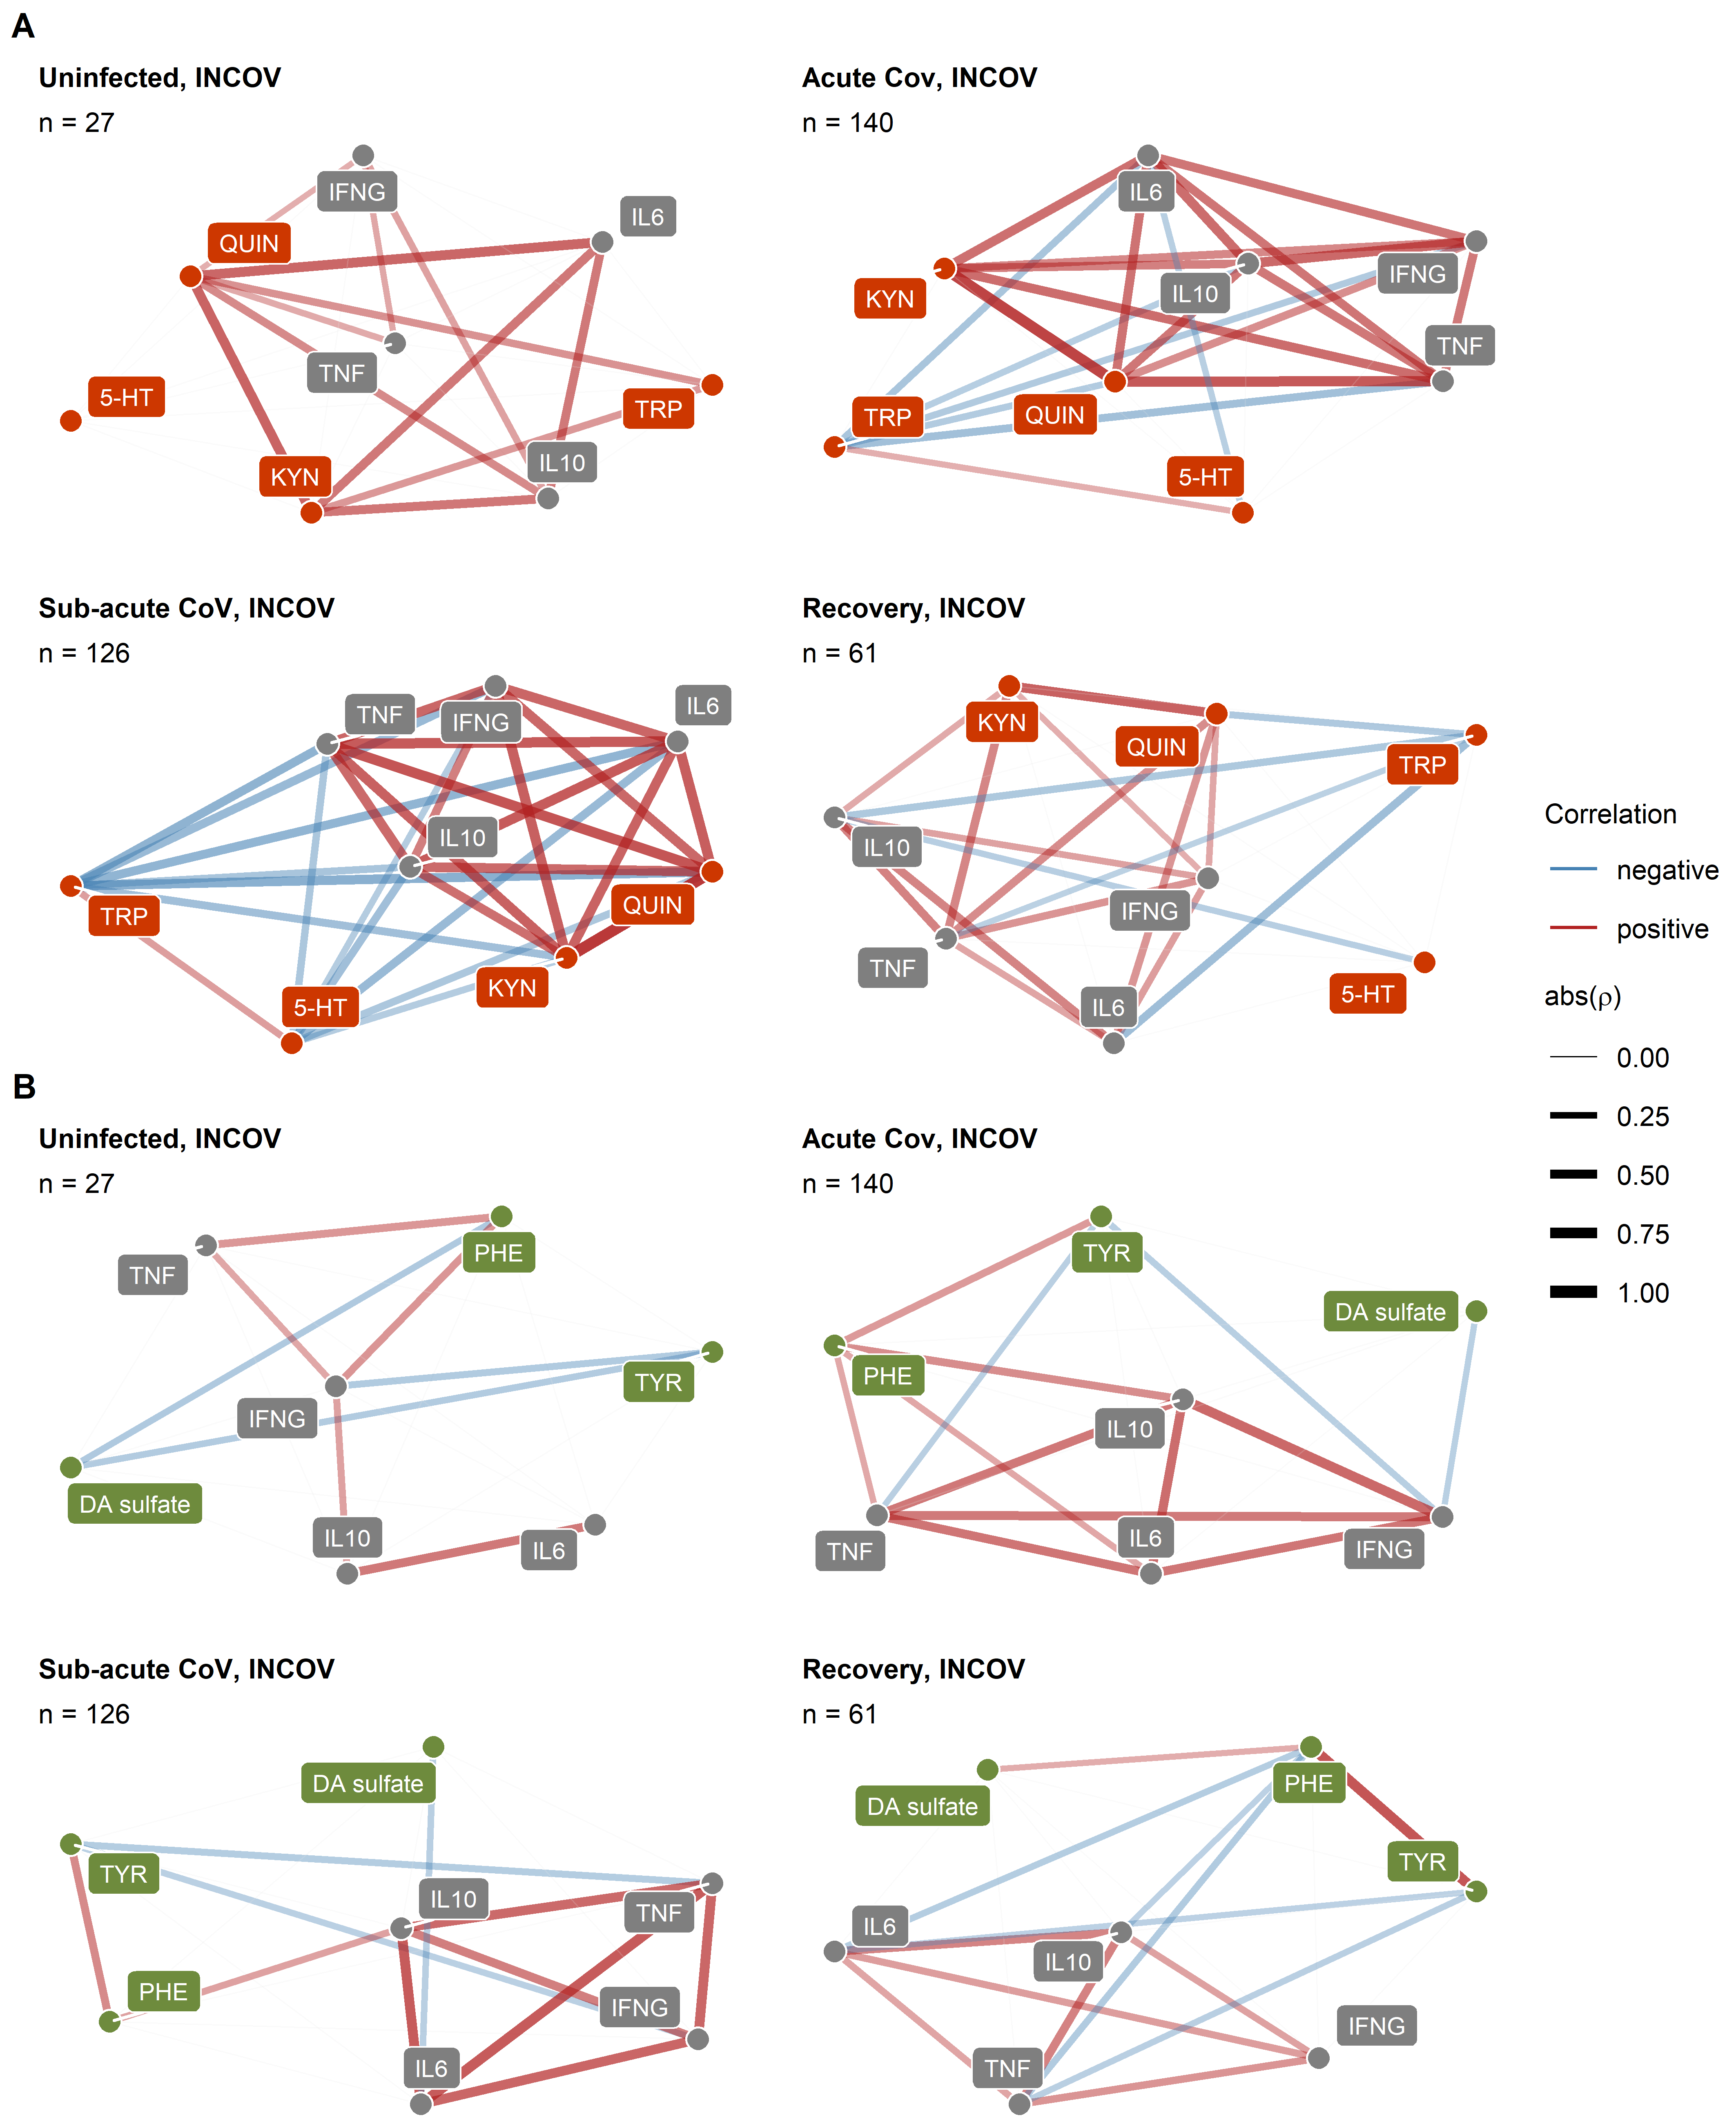 A
Uninfected, INCOV
n = 27
IFNG
IL6
QUIN
TNF
5-HT
TRP
IL10
KYN
Acute Cov, INCOV
n = 140
IL6
IFNG
IL10
KYN
TNF
TRP
QUIN
5-HT
Sub-acute CoV, INCOV
n = 126
TNF
IFNG
IL6
IL10
QUIN
TRP
KYN
5-HT
Recovery, INCOV
n = 61
KYN
QUIN
TRP
IL10
IFNG
TNF
5-HT
IL6
Correlation
negative
positive
abs(ρ)
0.00
0.25
0.50
0.75
1.00
B
Uninfected, INCOV
n = 27
PHE
TNF
TYR
IFNG
DA sulfate
IL10
IL6
Acute Cov, INCOV
n = 140
TYR
DA sulfate
PHE
IL10
TNF
IL6
IFNG
Sub-acute CoV, INCOV
n = 126
DA sulfate
TYR
IL10
TNF
PHE
IFNG
IL6
Recovery, INCOV
n = 61
PHE
DA sulfate
TYR
IL6
IL10
IFNG
TNF